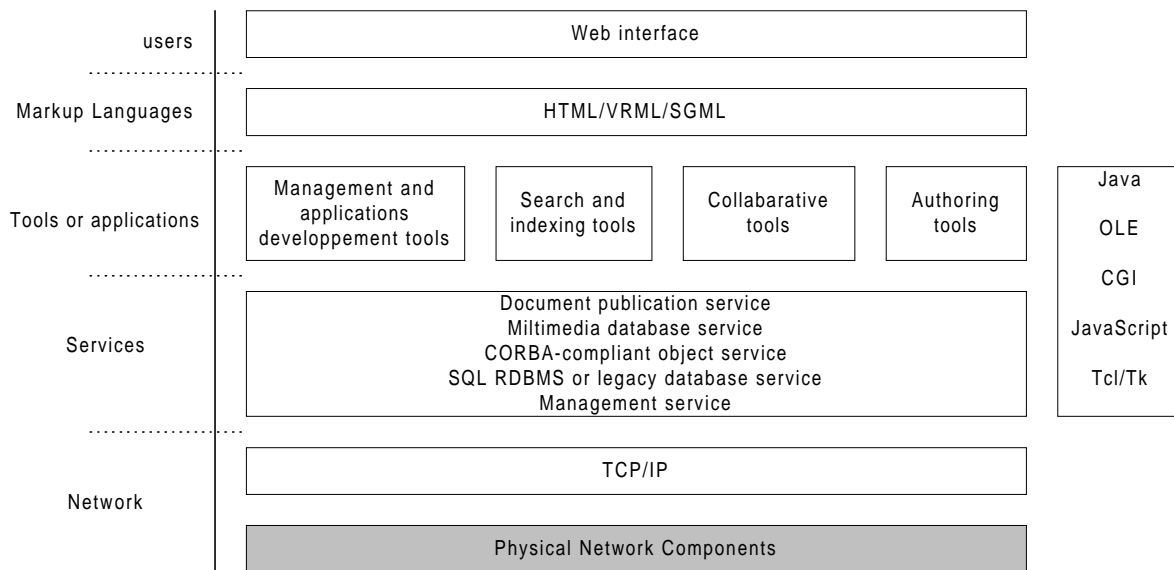 users
Web interface
Markup Languages
HTML/VRML/SGML
Tools or applications
Management and
applications
developpement tools
Search and
indexing tools
Collabarative
tools
Authoring
tools
Java
OLE
CGI
JavaScript
Tcl/Tk
Services
Document publication service
Miltimedia database service
CORBA-compliant object service
SQL RDBMS or legacy database service
Management service
Network
TCP/IP
Physical Network Components